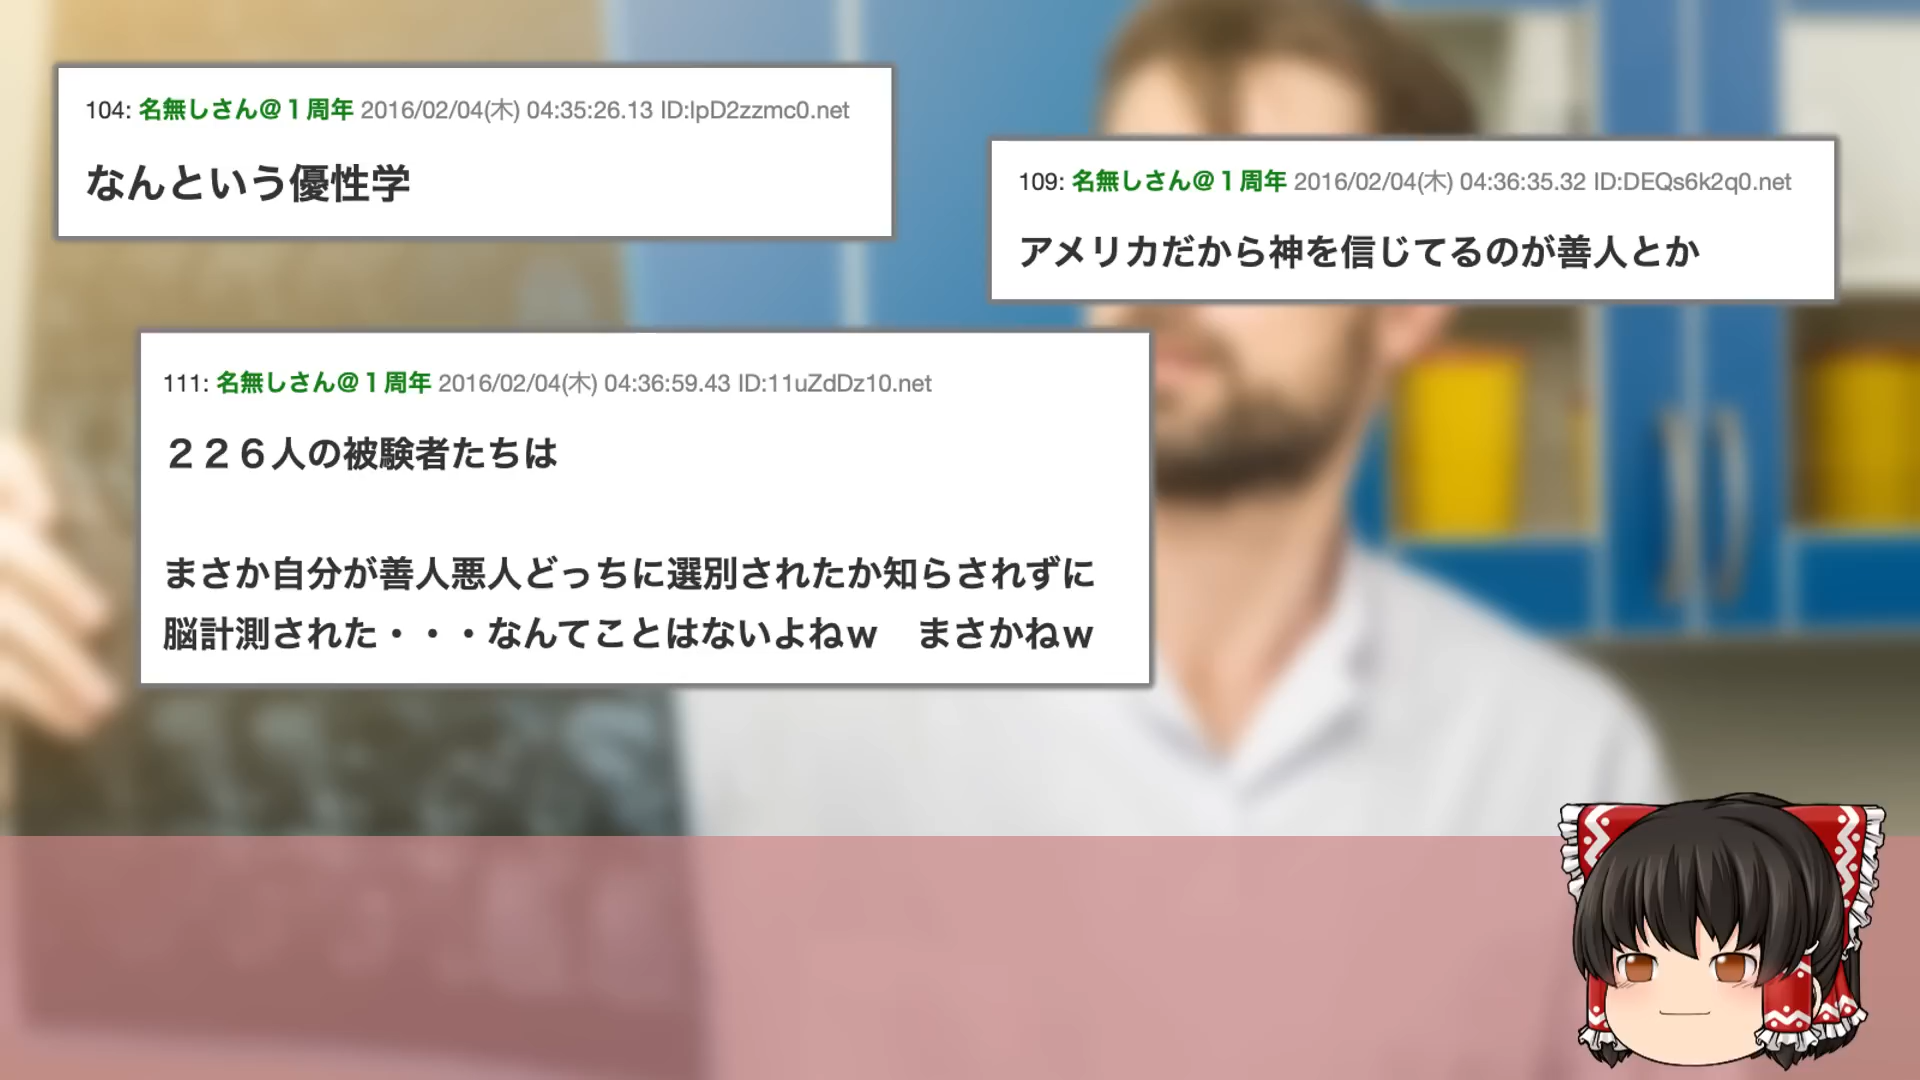 104: 名無しさん＠１周年 2016/02/04(木) 04:35:26.13 ID:lpD2zzmc0.net
なんという優性学
109: 名無しさん＠１周年 2016/02/04(木) 04:36:35.32 ID:DEQs6k2q0.net
アメリカだから神を信じてるのが善人とか
111: 名無しさん＠１周年 2016/02/04(木) 04:36:59.43 ID:11uZdDz10.net
２２６人の被験者たちは
まさか自分が善人悪人どっちに選別されたか知らされずに
脳計測された・・・なんてことはないよねｗ　まさかねｗ